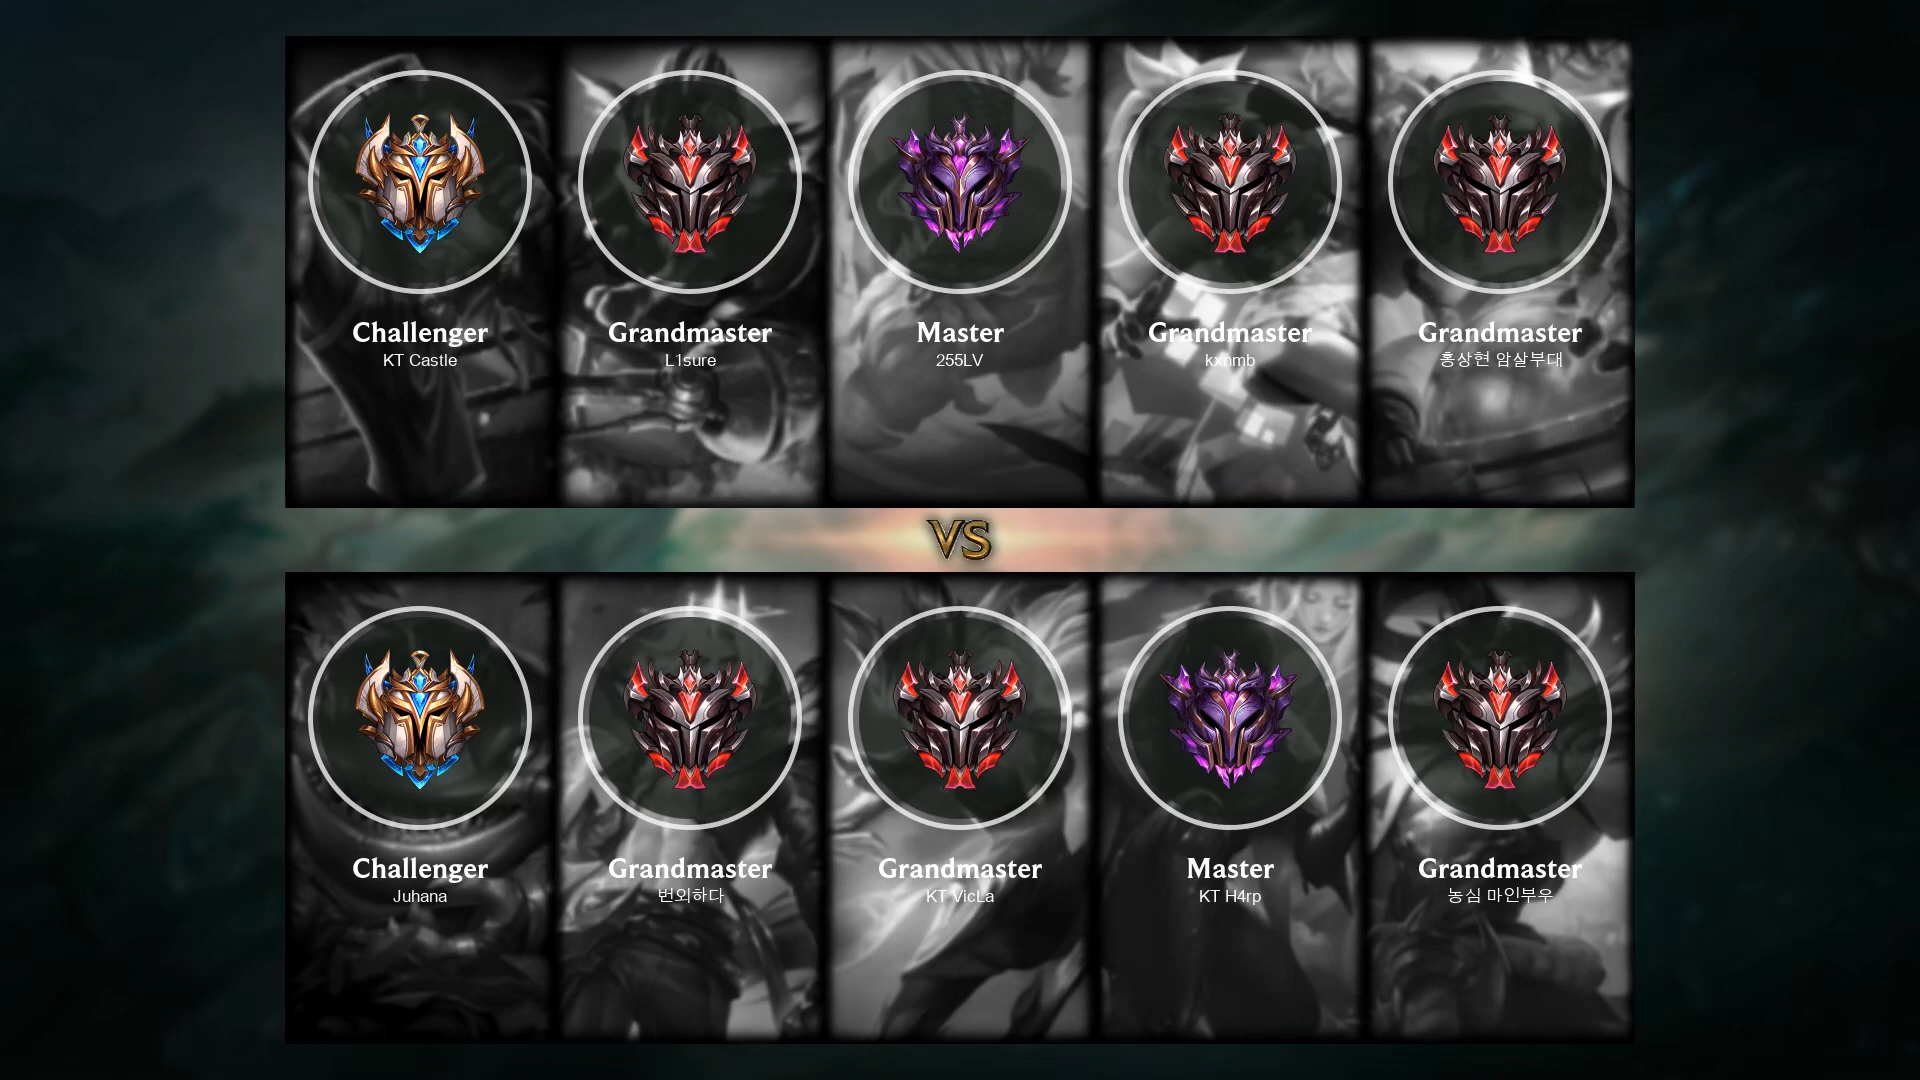 Challenger
KT Castle
Grandmaster
L1sure
Master
255LV
Grandmaster
kxnmb
Grandmaster
홍상현 암살부대
VS
Challenger
Juhana
Grandmaster
번외하다
Grandmaster
KT VicLa
Master
KT H4rp
Grandmaster
농심 마인부우